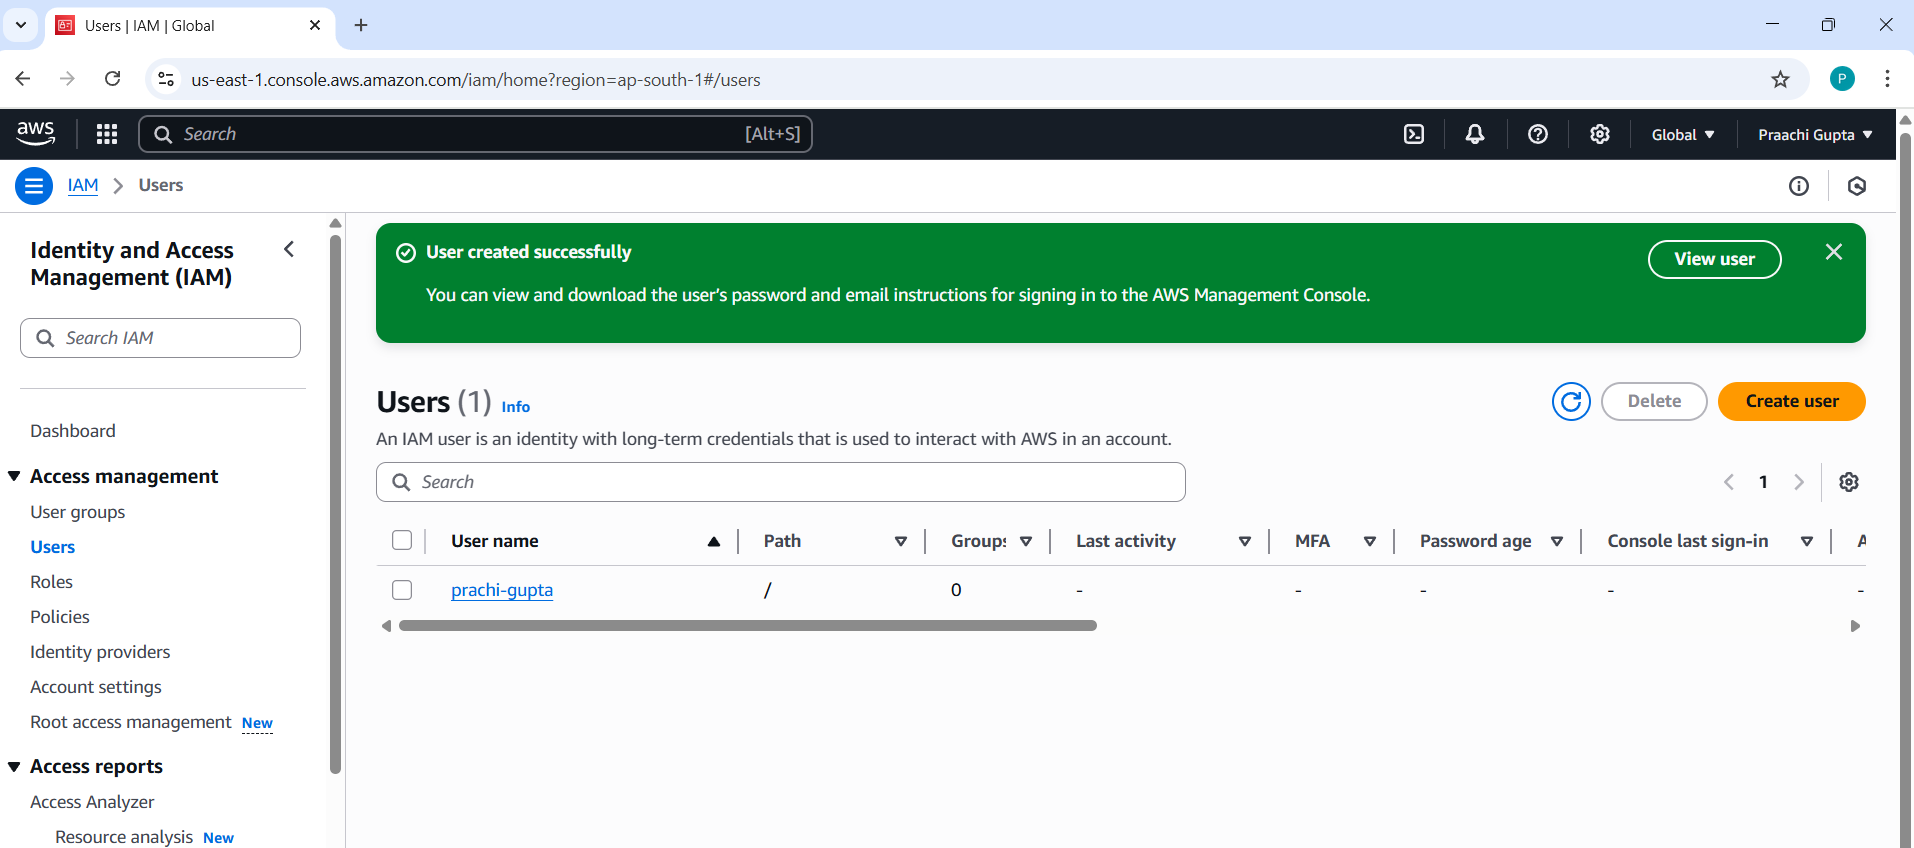 Users | IAM | Global
us-east-1.console.aws.amazon.com/iam/home?region=ap-south-1#/users
P
aws
Search
[Alt+S]
Global
Praachi Gupta
IAM
Users
Identity and Access
Management (IAM)
Search IAM
Dashboard
Access management
User groups
Users
Roles
Policies
Identity providers
Account settings
Root access management New
Access reports
Access Analyzer
Resource analysis New
User created successfully
View user
You can view and download the user's password and email instructions for signing in to the AWS Management Console.
Users (1) Info
Delete
Create user
An IAM user is an identity with long-term credentials that is used to interact with AWS in an account.
Search
1
User name Path Groups Last activity MFA Password age Console last sign-in A
prachi-gupta / 0 - - - - -